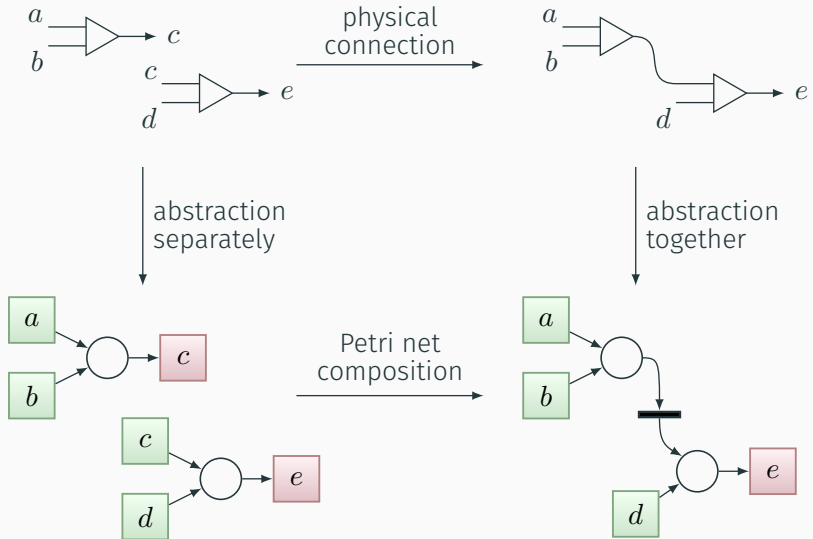 a
b
c
c
d
e
physical
connection
a
b
d
e
abstraction
separately
abstraction
together
a
b
c
c
d
e
Petri net
composition
a
b
d
e